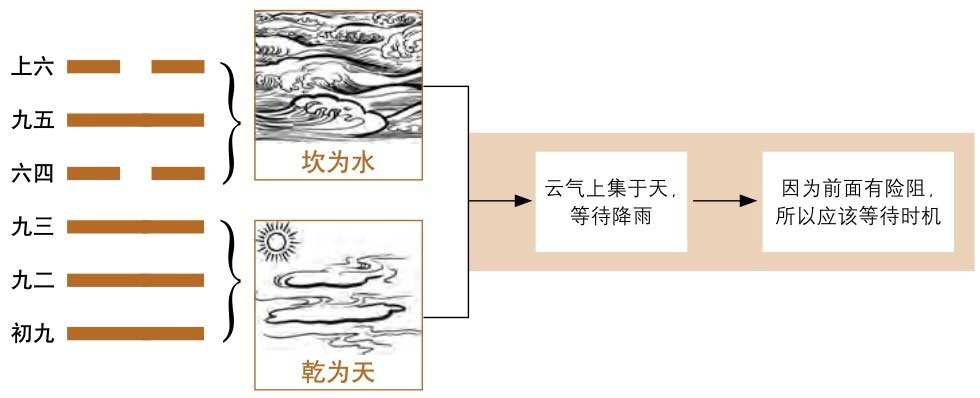 上六
九五
六四
九三
九二
初九
坎为水
乾为天
云气上集于天，
等待降雨
因为前面有险阻，
所以应该等待时机